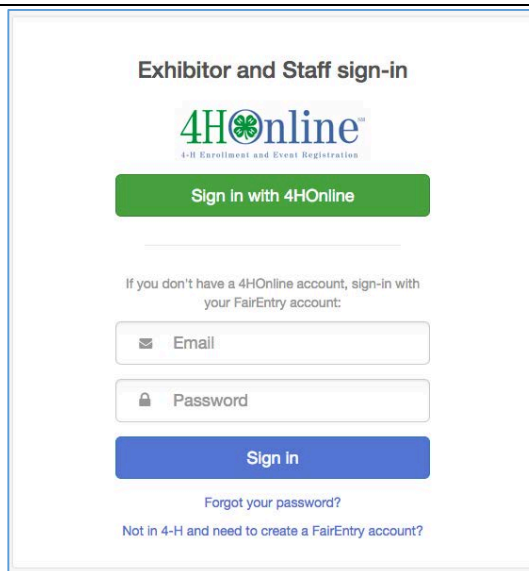 Exhibitor and Staff sign-in
4HOnline
4-H Enrollment and Event Registration
Sign in with 4HOnline
If you don't have a 4HOnline account, sign-in with
your FairEntry account:
Email
Password
Sign in
Forgot your password?
Not in 4-H and need to create a FairEntry account?